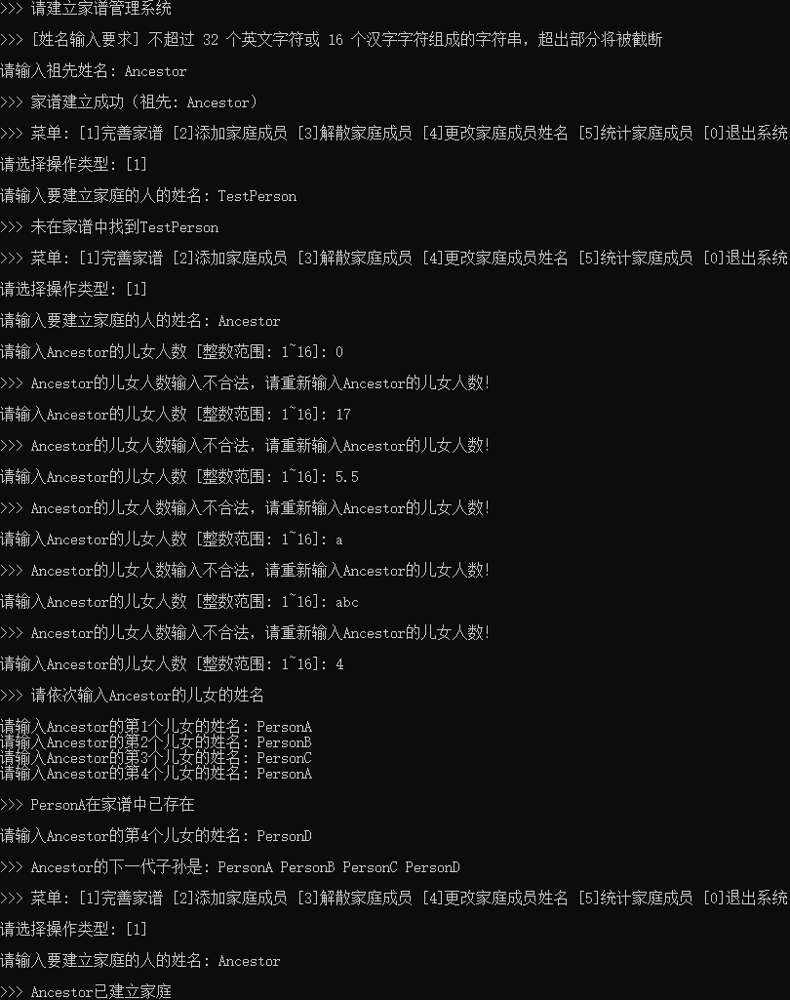 >>> 请建立家谱管理系统
>>> [姓名输入要求] 不超过 32 个英文字符或 16 个汉字字符组成的字符串，超出部分将被截断
请输入祖先姓名: Ancestor
>>> 家谱建立成功（祖先: Ancestor）
>>> 菜单: [1]完善家谱 [2]添加家庭成员 [3]解散家庭成员 [4]更改家庭成员姓名 [5]统计家庭成员 [0]退出系统
请选择操作类型: [1]
请输入要建立家庭的人的姓名: TestPerson
>>> 未在家谱中找到TestPerson
>>> 菜单: [1]完善家谱 [2]添加家庭成员 [3]解散家庭成员 [4]更改家庭成员姓名 [5]统计家庭成员 [0]退出系统
请选择操作类型: [1]
请输入要建立家庭的人的姓名: Ancestor
请输入Ancestor的儿女人数 [整数范围: 1~16]: 0
>>> Ancestor的儿女人数输入不合法，请重新输入Ancestor的儿女人数!
请输入Ancestor的儿女人数 [整数范围: 1~16]: 17
>>> Ancestor的儿女人数输入不合法，请重新输入Ancestor的儿女人数!
请输入Ancestor的儿女人数 [整数范围: 1~16]: 5.5
>>> Ancestor的儿女人数输入不合法，请重新输入Ancestor的儿女人数!
请输入Ancestor的儿女人数 [整数范围: 1~16]: a
>>> Ancestor的儿女人数输入不合法，请重新输入Ancestor的儿女人数!
请输入Ancestor的儿女人数 [整数范围: 1~16]: abc
>>> Ancestor的儿女人数输入不合法，请重新输入Ancestor的儿女人数!
请输入Ancestor的儿女人数 [整数范围: 1~16]: 4
>>> 请依次输入Ancestor的儿女的姓名
请输入Ancestor的第1个儿女的姓名: PersonA
请输入Ancestor的第2个儿女的姓名: PersonB
请输入Ancestor的第3个儿女的姓名: PersonC
请输入Ancestor的第4个儿女的姓名: PersonA
>>> PersonA在家谱中已存在
请输入Ancestor的第4个儿女的姓名: PersonD
>>> Ancestor的下一代子孙是: PersonA PersonB PersonC PersonD
>>> 菜单: [1]完善家谱 [2]添加家庭成员 [3]解散家庭成员 [4]更改家庭成员姓名 [5]统计家庭成员 [0]退出系统
请选择操作类型: [1]
请输入要建立家庭的人的姓名: Ancestor
>>> Ancestor已建立家庭